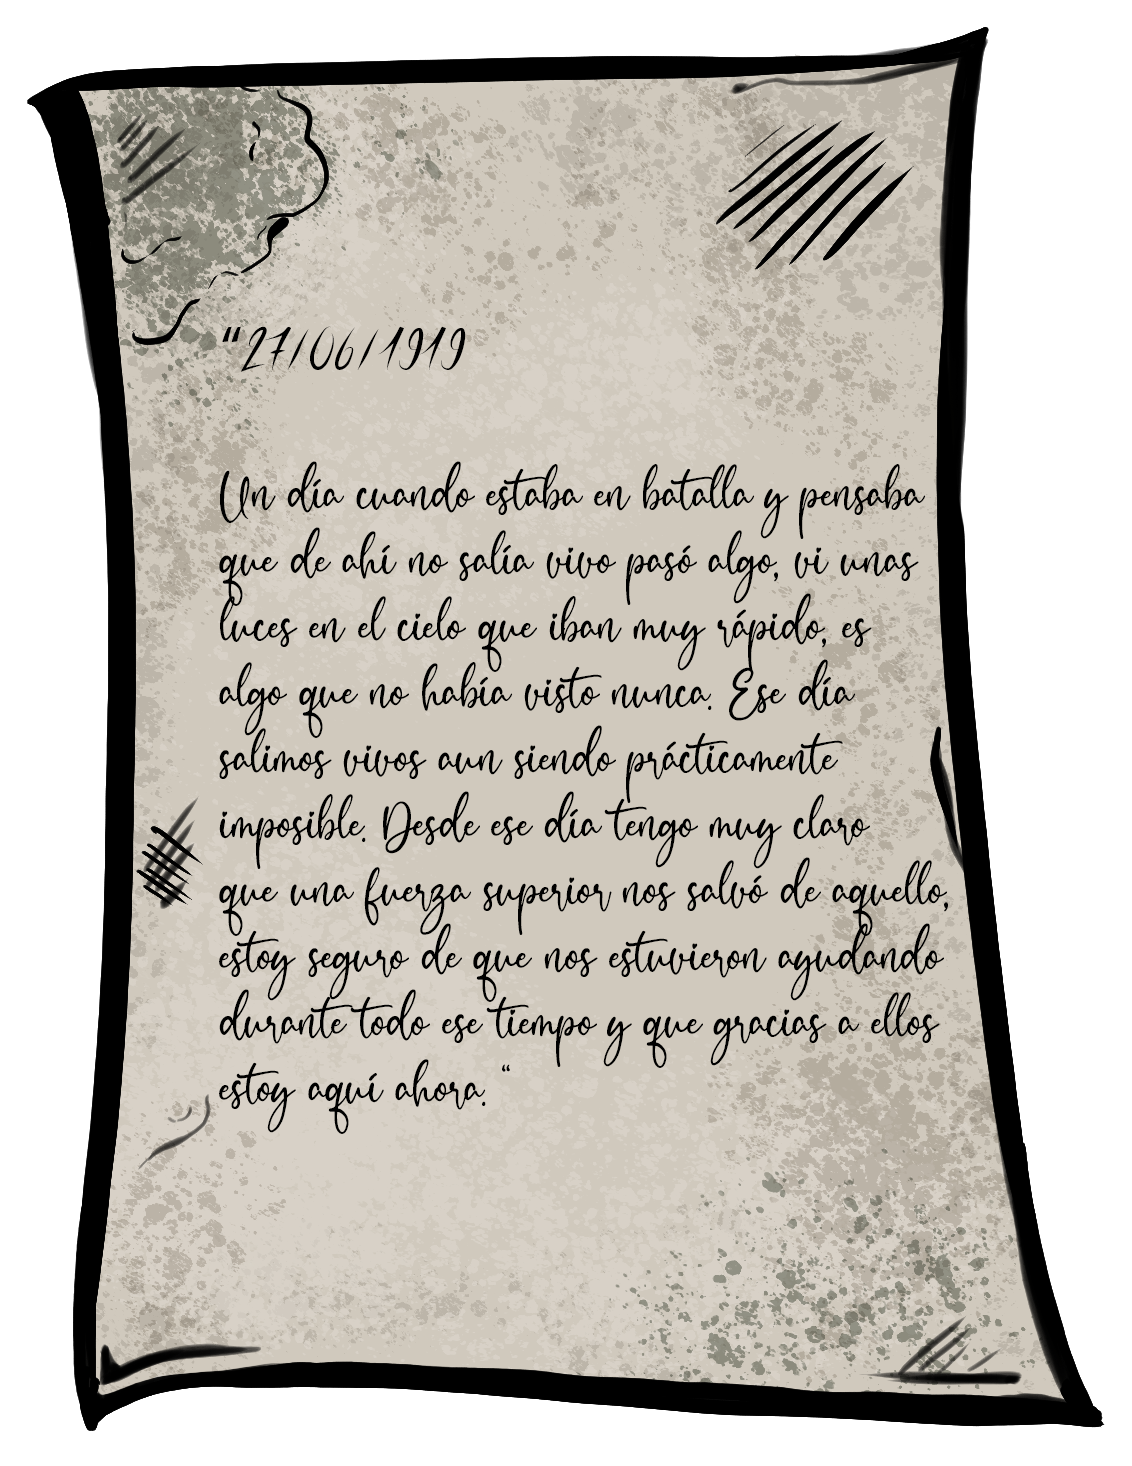 "27/06/1919
Un día cuando estaba en batalla y pensaba
que de ahí no salía vivo pasó algo, vi unas
luces en el cielo que iban muy rápido, es
algo que no había visto nunca. Ese día
salimos vivos aun siendo prácticamente
imposible. Desde ese día tengo muy claro
que una fuerza superior nos salvó de aquello,
estoy seguro de que nos estuvieron ayudando
durante todo ese tiempo y que gracias a ellos
estoy aquí ahora. "